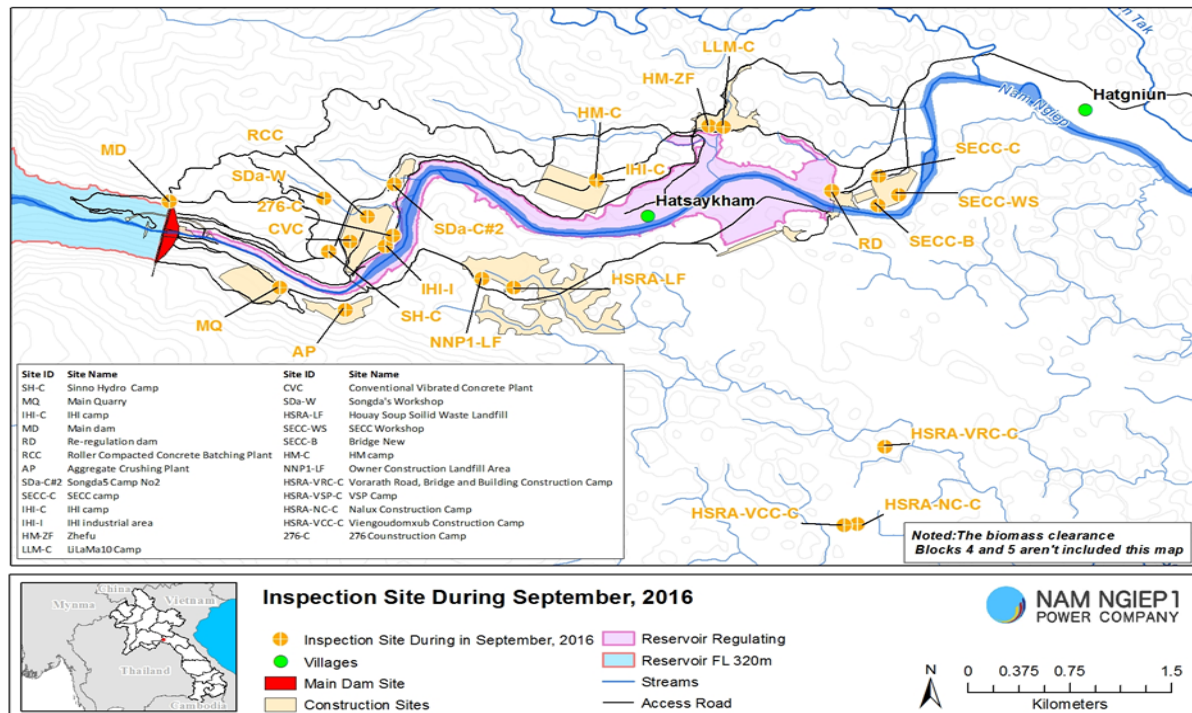 LLM-C
HM-ZF
HM-C
IHI-C
RCC
MD
SDa-W
276-C
CVC
SDa-C#2
Hatsaykham
Nam Ngiep
Hatgniun
SECC-C
SECC-WS
SECC-B
RD
IHI-I
SH-C
MQ
AP
NNP1-LF
HSRA-LF
HSRA-VRC-C
HSRA-VCC-C
HSRA-NC-C
Noted:The biomass clearance
Blocks 4 and 5 aren't included this map
Site ID Site Name Site ID Site Name
SH-C Sinno Hydro Camp CVC Conventional Vibrated Concrete Plant
MQ Main Quarry SDa-W Songda's Workshop
IHI-C IHI camp HSRA-LF Houay Soup Soilid Waste Landfill
MD Main dam SECC-WS SECC Workshop
RD Re-regulation dam SECC-B Bridge New
RCC Roller Compacted Concrete Batching Plant HM-C HM camp
AP Aggregate Crushing Plant NNP1-LF Owner Construction Landfill Area
SDa-C#2 Songda5 Camp No2 HSRA-VRC-C Vorarath Road, Bridge and Building Construction Camp
SECC-C SECC camp HSRA-VSP-C VSP Camp
IHI-C IHI camp HSRA-NC-C Nalux Construction Camp
IHI-I IHI industrial area HSRA-VCC-C Viengoudomxub Construction Camp
HM-ZF Zhefu 276-C 276 Counstruction Camp
LLM-C LiLaMa10 Camp
China
Mynma
Vietnam
Thailand
Cambodia
Inspection Site During September, 2016
Inspection Site During in September, 2016
Villages
Main Dam Site
Construction Sites
Reservoir Regulating
Reservoir FL 320m
Streams
Access Road
NAM NGIEP1
POWER COMPANY
N
0 0.375 0.75 1.5
Kilometers